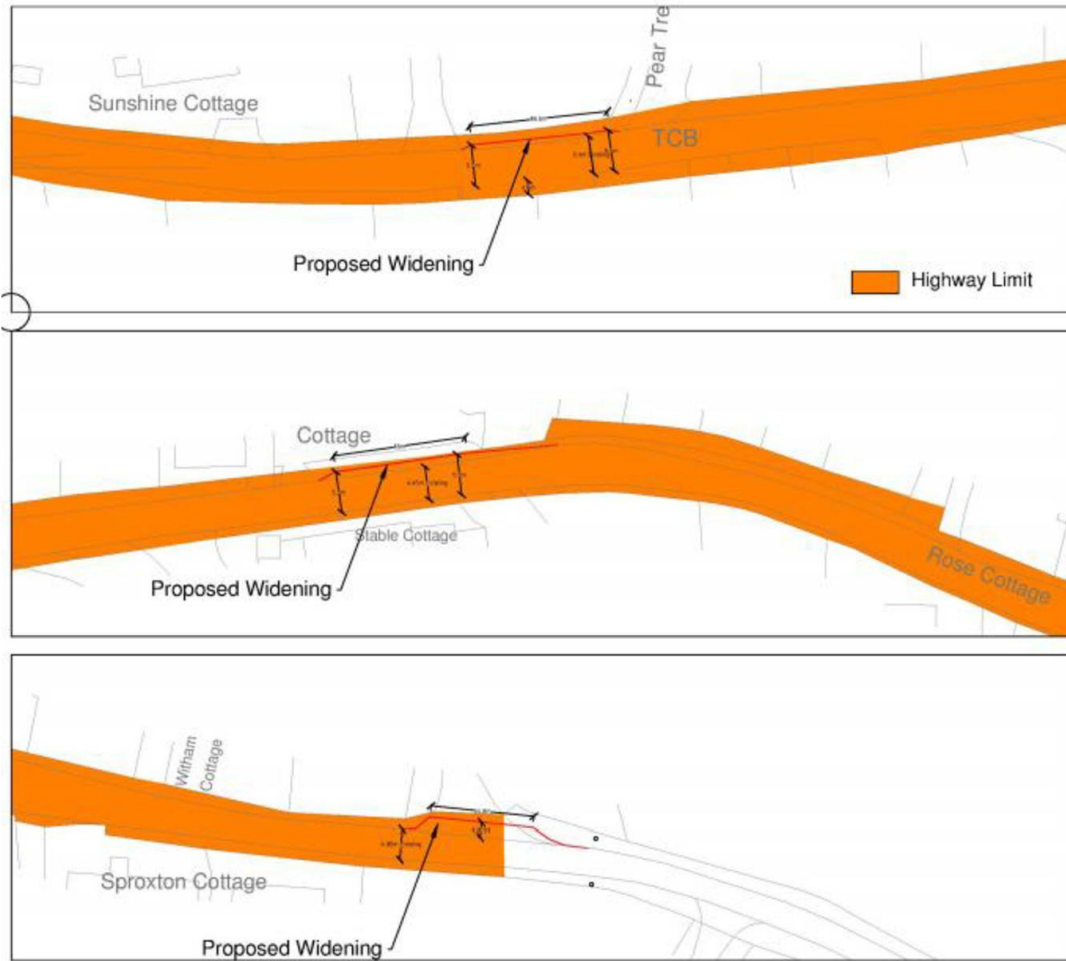 Pear Tre
Sunshine Cottage
TCB
Proposed Widening
Highway Limit
Cottage
Stable Cottage
Rose Cottage
Proposed Widening
Witham
Cottage
Sproxton Cottage
Proposed Widening